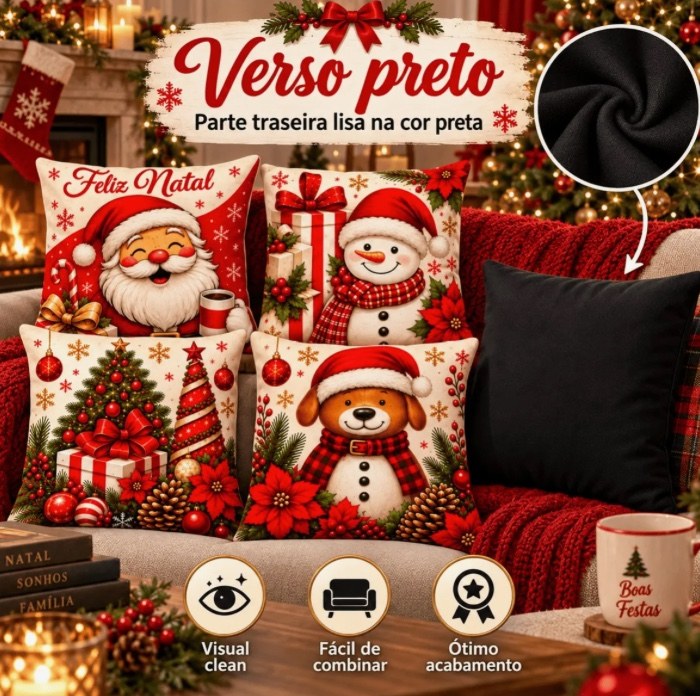 Verso preto
Parte traseira lisa na cor preta
Feliz Natal
NATAL
SONHOS
FAMÍLIA
Boas
Festas
Visual
clean
Fácil de
combinar
Ótimo
acabamento